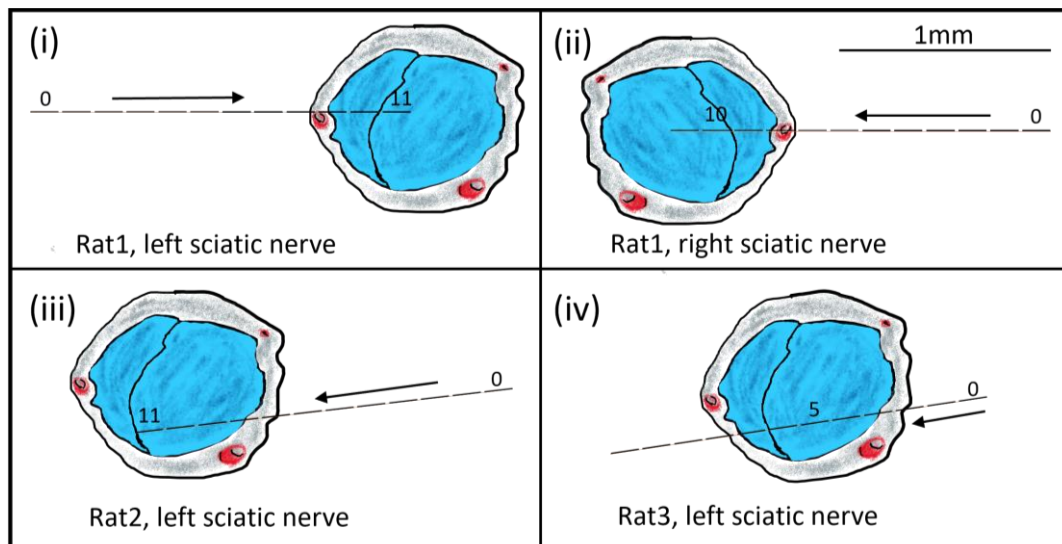 (i)
0
11
Rat1, left sciatic nerve
(ii)
1mm
10
0
Rat1, right sciatic nerve
(iii)
0
11
Rat2, left sciatic nerve
(iv)
0
5
Rat3, left sciatic nerve